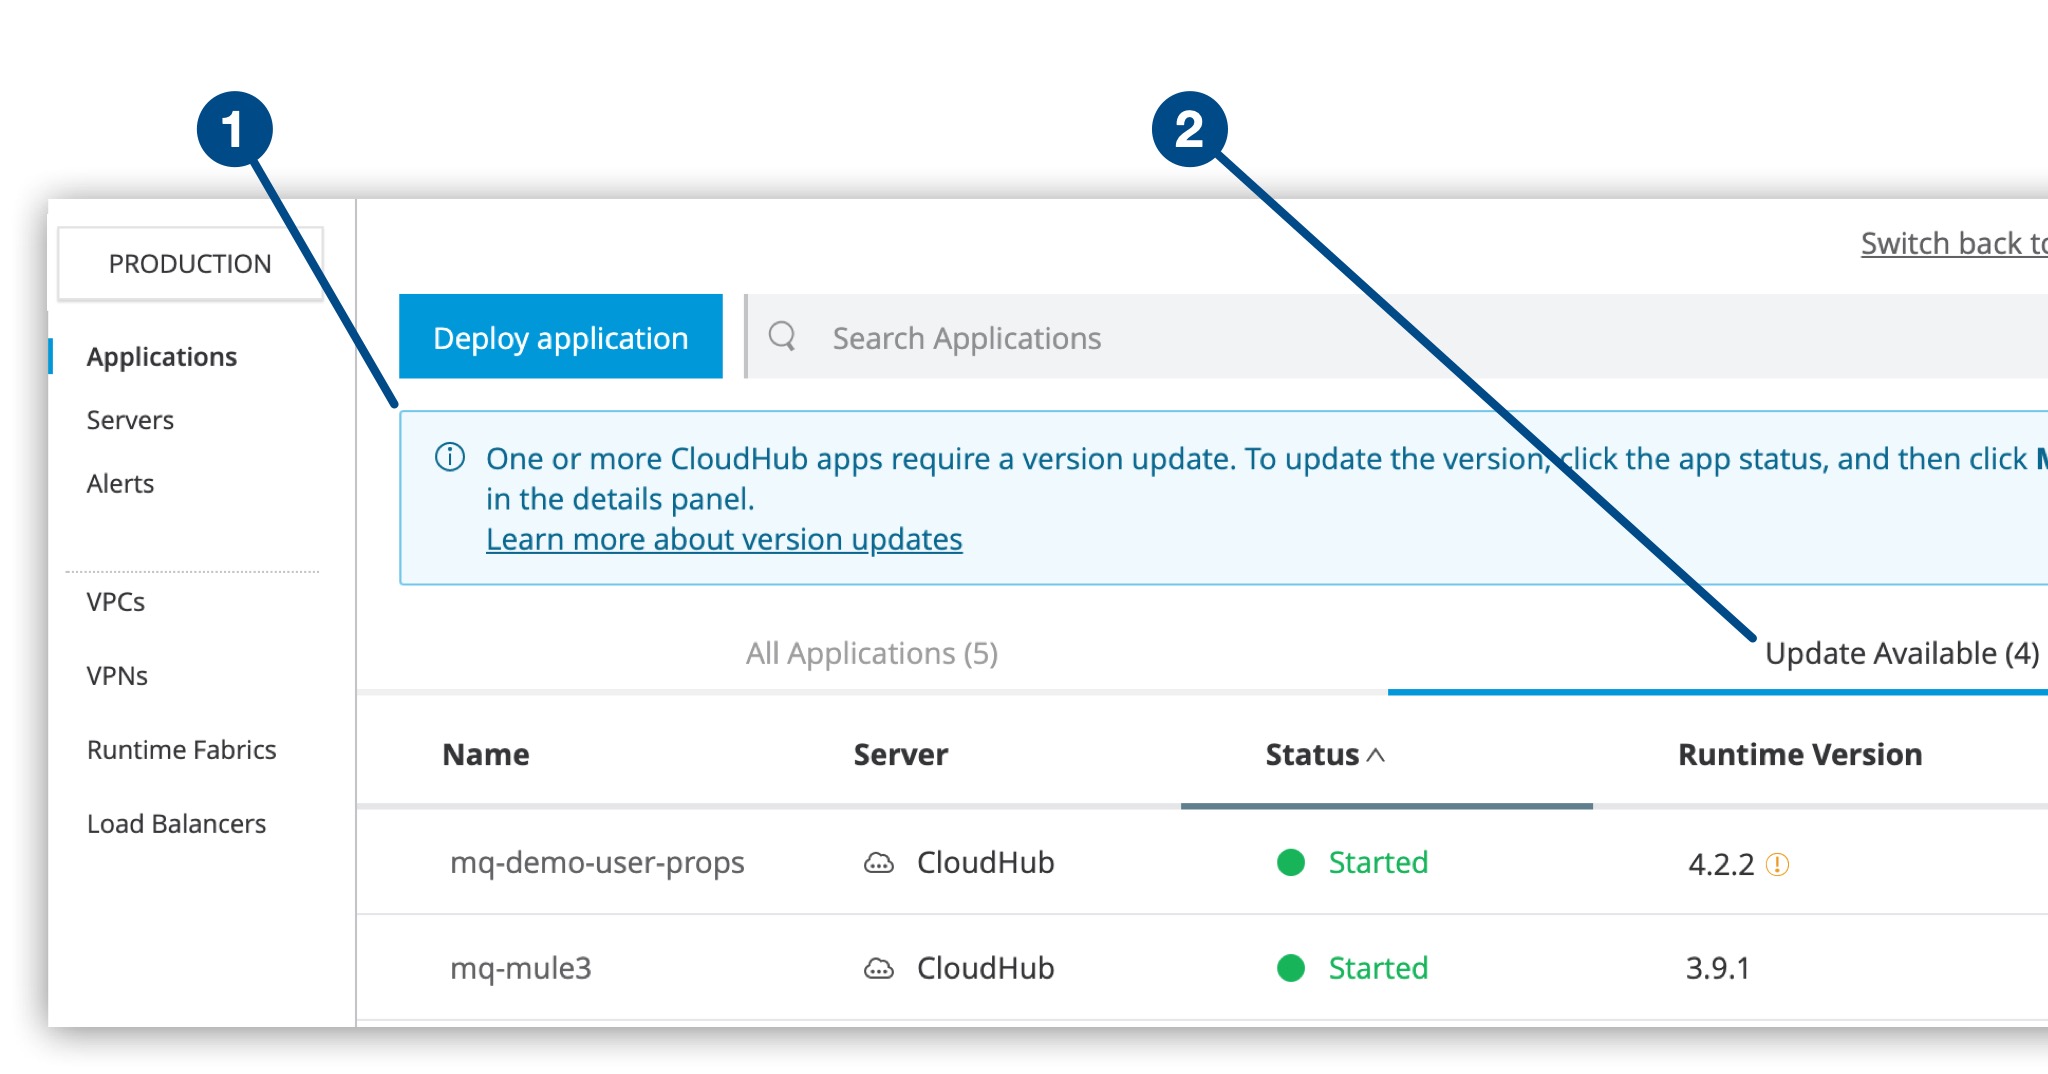 1
2
PRODUCTION
Switch back to
Applications
Servers
Alerts
VPCs
VPNs
Runtime Fabrics
Load Balancers
Deploy application
Search Applications
One or more CloudHub apps require a version update. To update the version, click the app status, and then click
in the details panel.
Learn more about version updates
All Applications (5)
Update Available (4)
Name Server Status Runtime Version
mq-demo-user-props CloudHub Started 4.2.2
mq-mule3 CloudHub Started 3.9.1